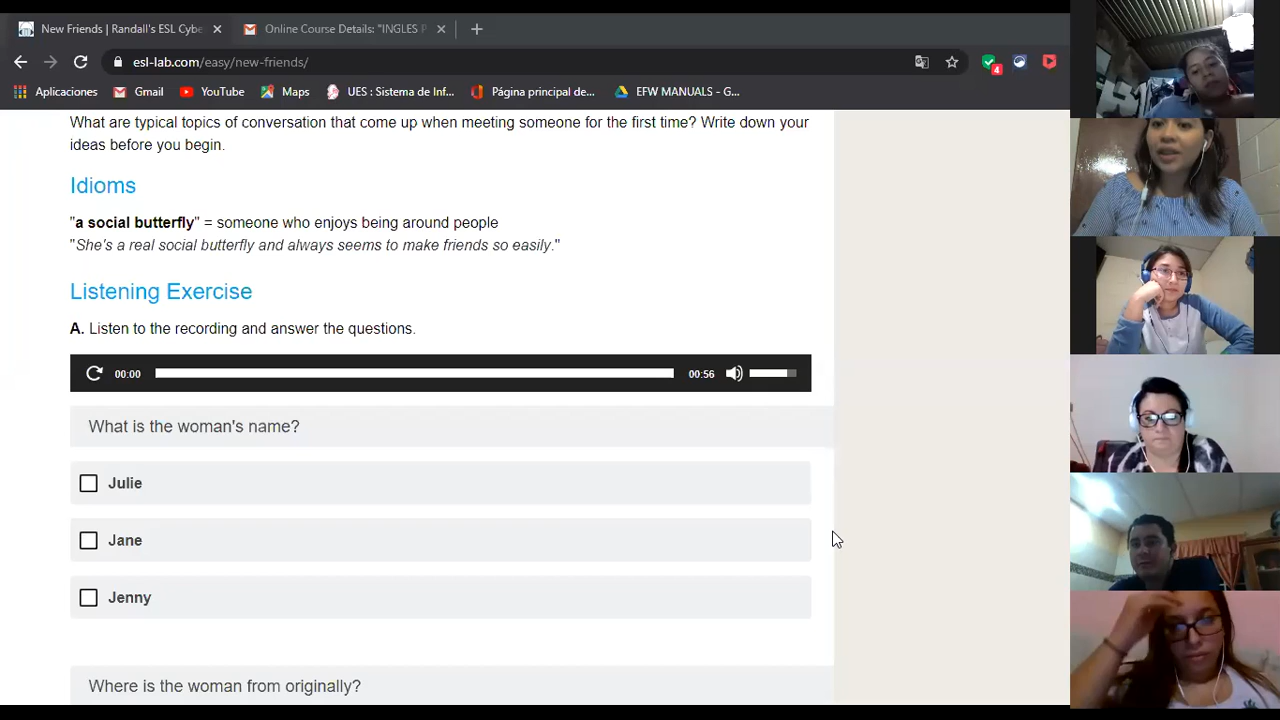 New Friends | Randall's ESL Cybe
Online Course Details: "INGLES P
esl-lab.com/easy/new-friends/
4
Aplicaciones
Gmail
YouTube
Maps
UES : Sistema de Inf...
Página principal de...
EFW MANUALS - G...
What are typical topics of conversation that come up when meeting someone for the first time? Write down your
ideas before you begin.
Idioms
"a social butterfly" = someone who enjoys being around people
"She's a real social butterfly and always seems to make friends so easily."
Listening Exercise
A. Listen to the recording and answer the questions.
00:00
00:56
What is the woman's name?
Julie
Jane
Jenny
Where is the woman from originally?